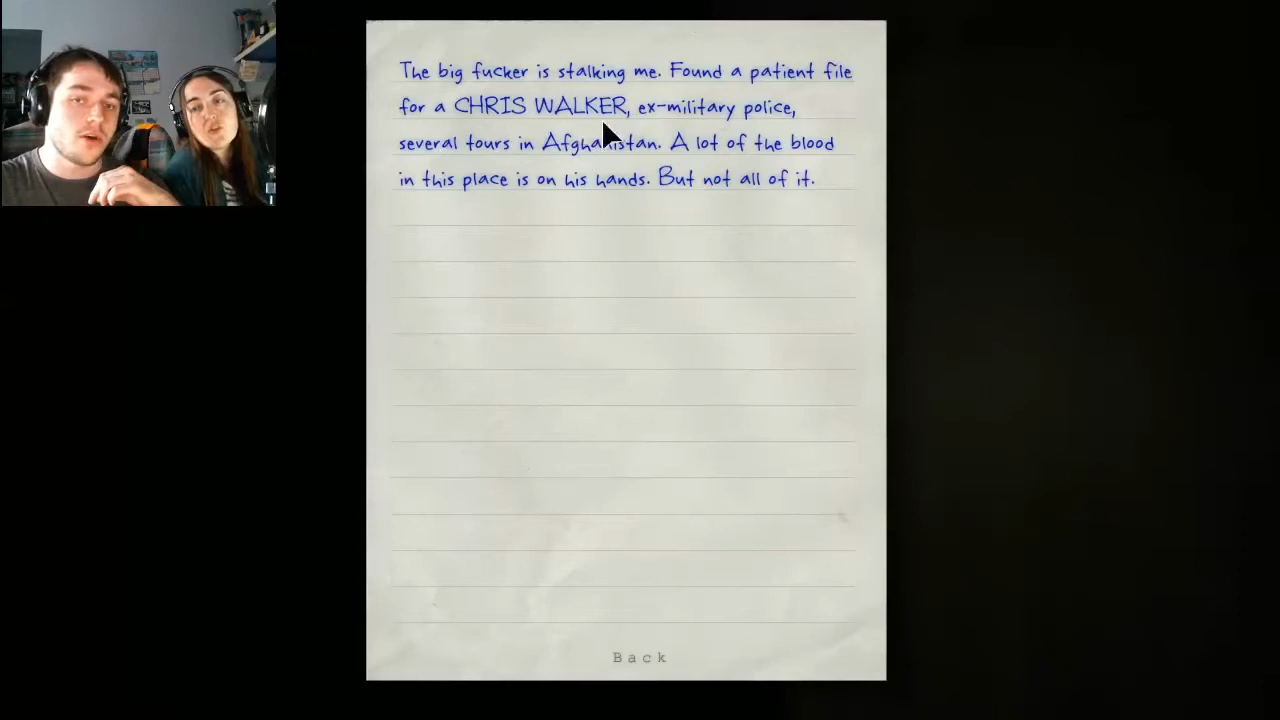 The big fucker is stalking me. Found a patient file
for a CHRIS WALKER, ex-military police,
several tours in Afghanistan. A lot of the blood
in this place is on his hands. But not all of it.
Back